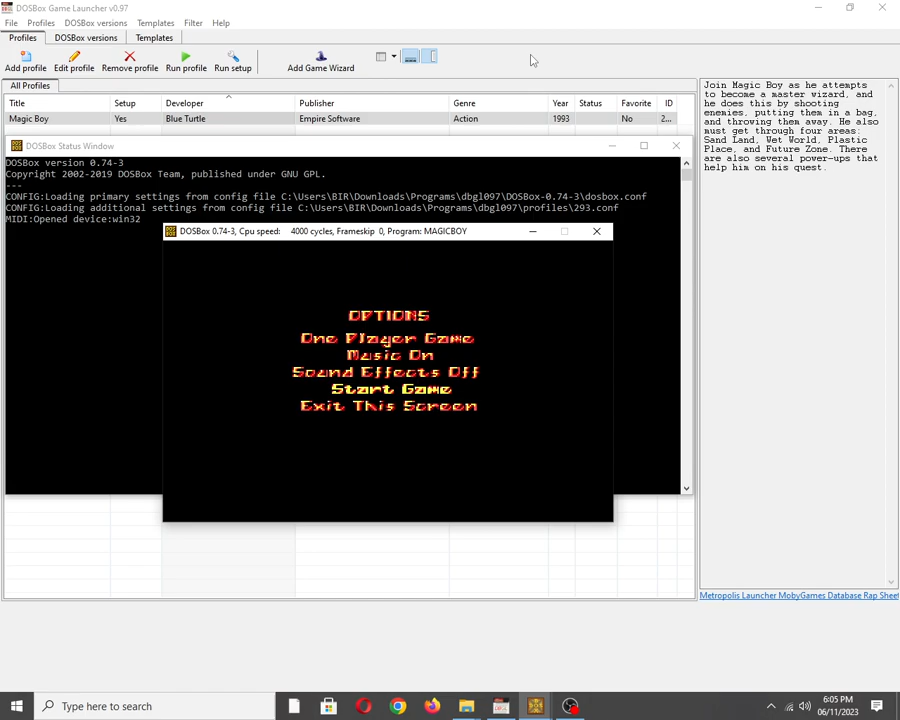 DOSBox Game Launcher v0.97
File Profiles DOSBox versions Templates Filter Help
Profiles DOSBox versions Templates
Add profile Edit profile Remove profile Run profile Run setup Add Game Wizard
All Profiles
Title Setup Developer Publisher Genre Year Status Favorite ID
Magic Boy Yes Blue Turtle Empire Software Action 1993 No 2...
Join Magic Boy as he attempts
to become a master wizard, and
he does this by shooting
enemies, putting them in a bag,
and throwing them away. He also
must get through four areas:
Sand Land, Wet World, Plastic
Place, and Future Zone. There
are also several power-ups that
help him on his quest.
DOSBox Status Window
DOSBox version 0.74-3
Copyright 2002-2019 DOSBox Team, published under GNU GPL.
---
CONFIG:Loading primary settings from config file C:\Users\BIR\Downloads\Programs\dbgl097\DOSBox-0.74-3\dosbox.conf
CONFIG:Loading additional settings from config file C:\Users\BIR\Downloads\Programs\dbgl097\profiles\293.conf
MIDI:Opened device:win32
DOSBox 0.74-3, Cpu speed: 4000 cycles, Frameskip 0, Program: MAGICBOY
OPTIONS
One Player Game
Music On
Sound Effects Off
Start Game
Exit This Screen
Metropolis Launcher MobyGames Database Rap Sheet
Type here to search
6:05 PM
06/11/2023